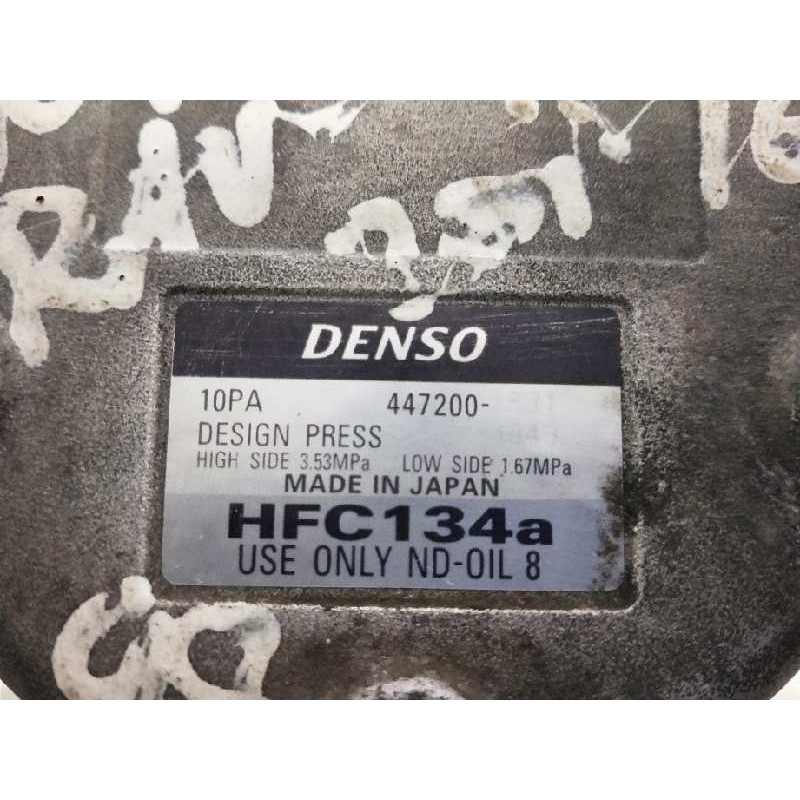 RAV
DENSO
10PA 447200-
DESIGN PRESS
HIGH SIDE 3.53MPa LOW SIDE 1.67MPa
MADE IN JAPAN
HFC134a
USE ONLY ND-OIL 8